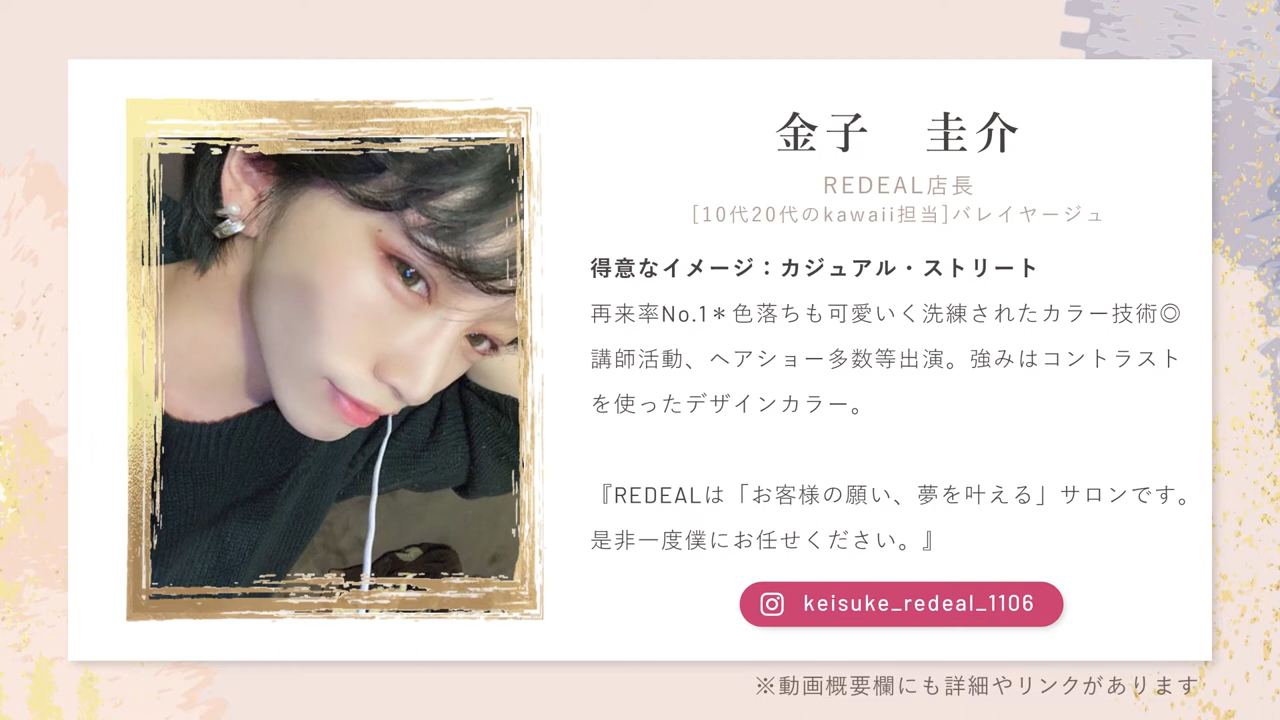 金子　圭介
REDEAL店長
[10代20代のkawaii担当]バレイヤージュ
得意なイメージ：カジュアル・ストリート
再来率No.1＊色落ちも可愛いく洗練されたカラー技術◎
講師活動、ヘアショー多数等出演。強みはコントラスト
を使ったデザインカラー。
『REDEALは「お客様の願い、夢を叶える」サロンです。
是非一度僕にお任せください。』
keisuke_redeal_1106
※動画概要欄にも詳細やリンクがあります